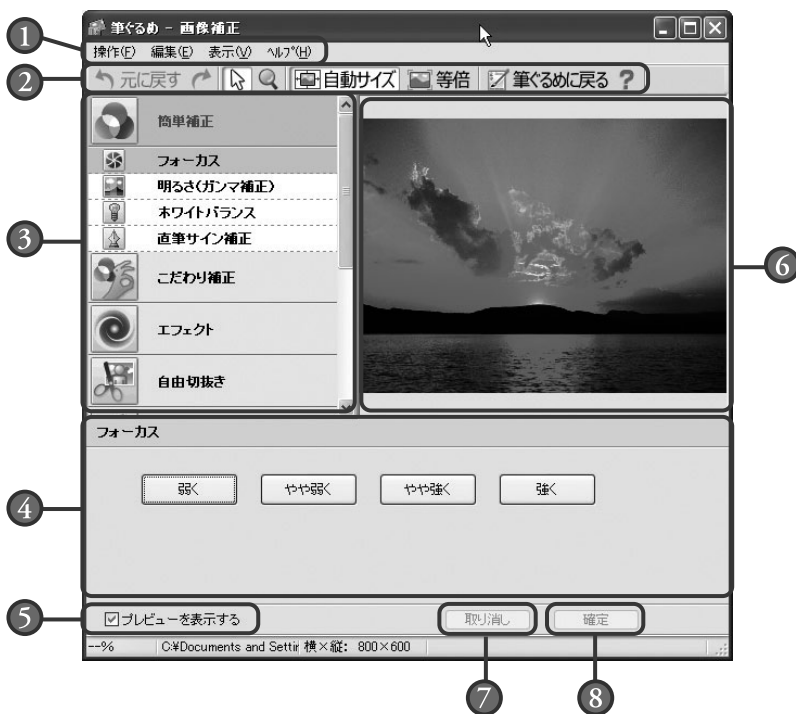 筆ぐるめ - 画像補正
1
操作(F) 編集(E) 表示(V) ヘルプ(H)
2
元に戻す 自動サイズ 等倍 筆ぐるめに戻る ?
簡単補正
フォーカス
明るさ(ガンマ補正)
ホワイトバランス
3
直筆サイン補正
6
こだわり補正
エフェクト
自由切抜き
フォーカス
弱く やや弱く やや強く 強く
4
5
プレビューを表示する 取り消し 確定
--% C:¥Documents and Settir 横×縦: 800×600
7 8